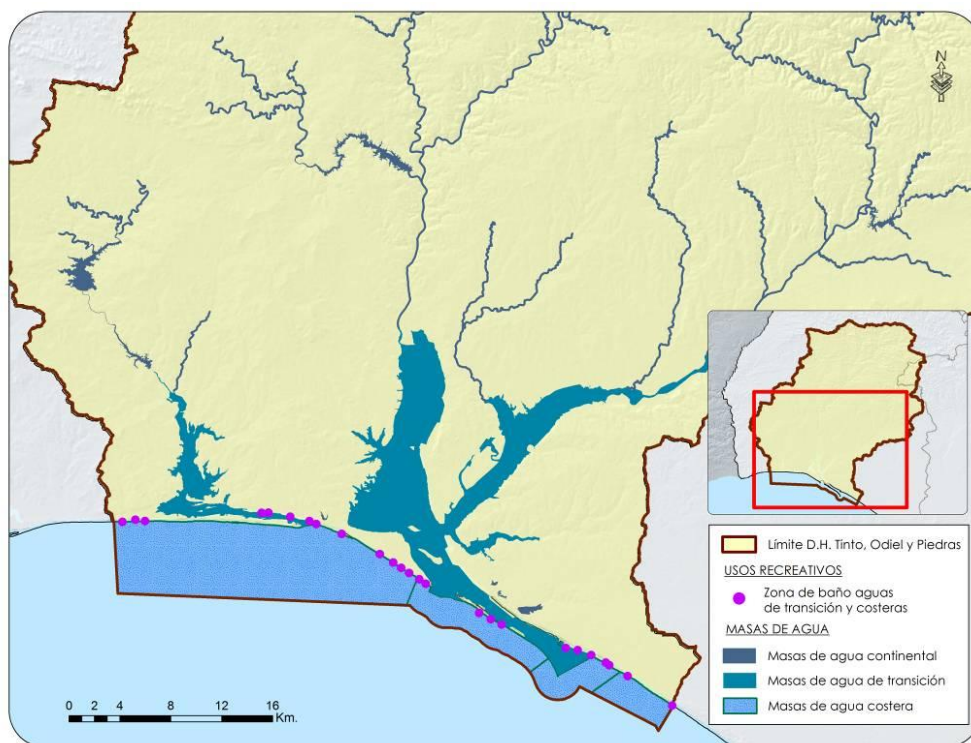 N
Límite D.H. Tinto, Odiel y Piedras
USOS RECREATIVOS
Zona de baño aguas
de transición y costeras
MASAS DE AGUA
Masas de agua continental
Masas de agua de transición
Masas de agua costera
0 2 4 8 12 16
Km.